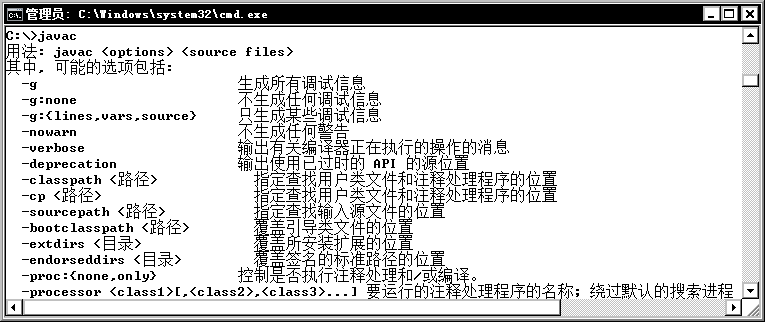 管理员: C:\Windows\system32\cmd.exe
C:\>javac
用法: javac <options> <source files>
其中, 可能的选项包括:
-g 生成所有调试信息
-g:none 不生成任何调试信息
-g:{lines,vars,source} 只生成某些调试信息
-nowarn 不生成任何警告
-verbose 输出有关编译器正在执行的操作的消息
-deprecation 输出使用已过时的 API 的源位置
-classpath <路径> 指定查找用户类文件和注释处理程序的位置
-cp <路径> 指定查找用户类文件和注释处理程序的位置
-sourcepath <路径> 指定查找输入源文件的位置
-bootclasspath <路径> 覆盖引导类文件的位置
-extdirs <目录> 覆盖所安装扩展的位置
-endorseddirs <目录> 覆盖签名的标准路径的位置
-proc:{none,only} 控制是否执行注释处理和/或编译。
-processor <class1>[,<class2>,<class3>...] 要运行的注释处理程序的名称; 绕过默认的搜索进程